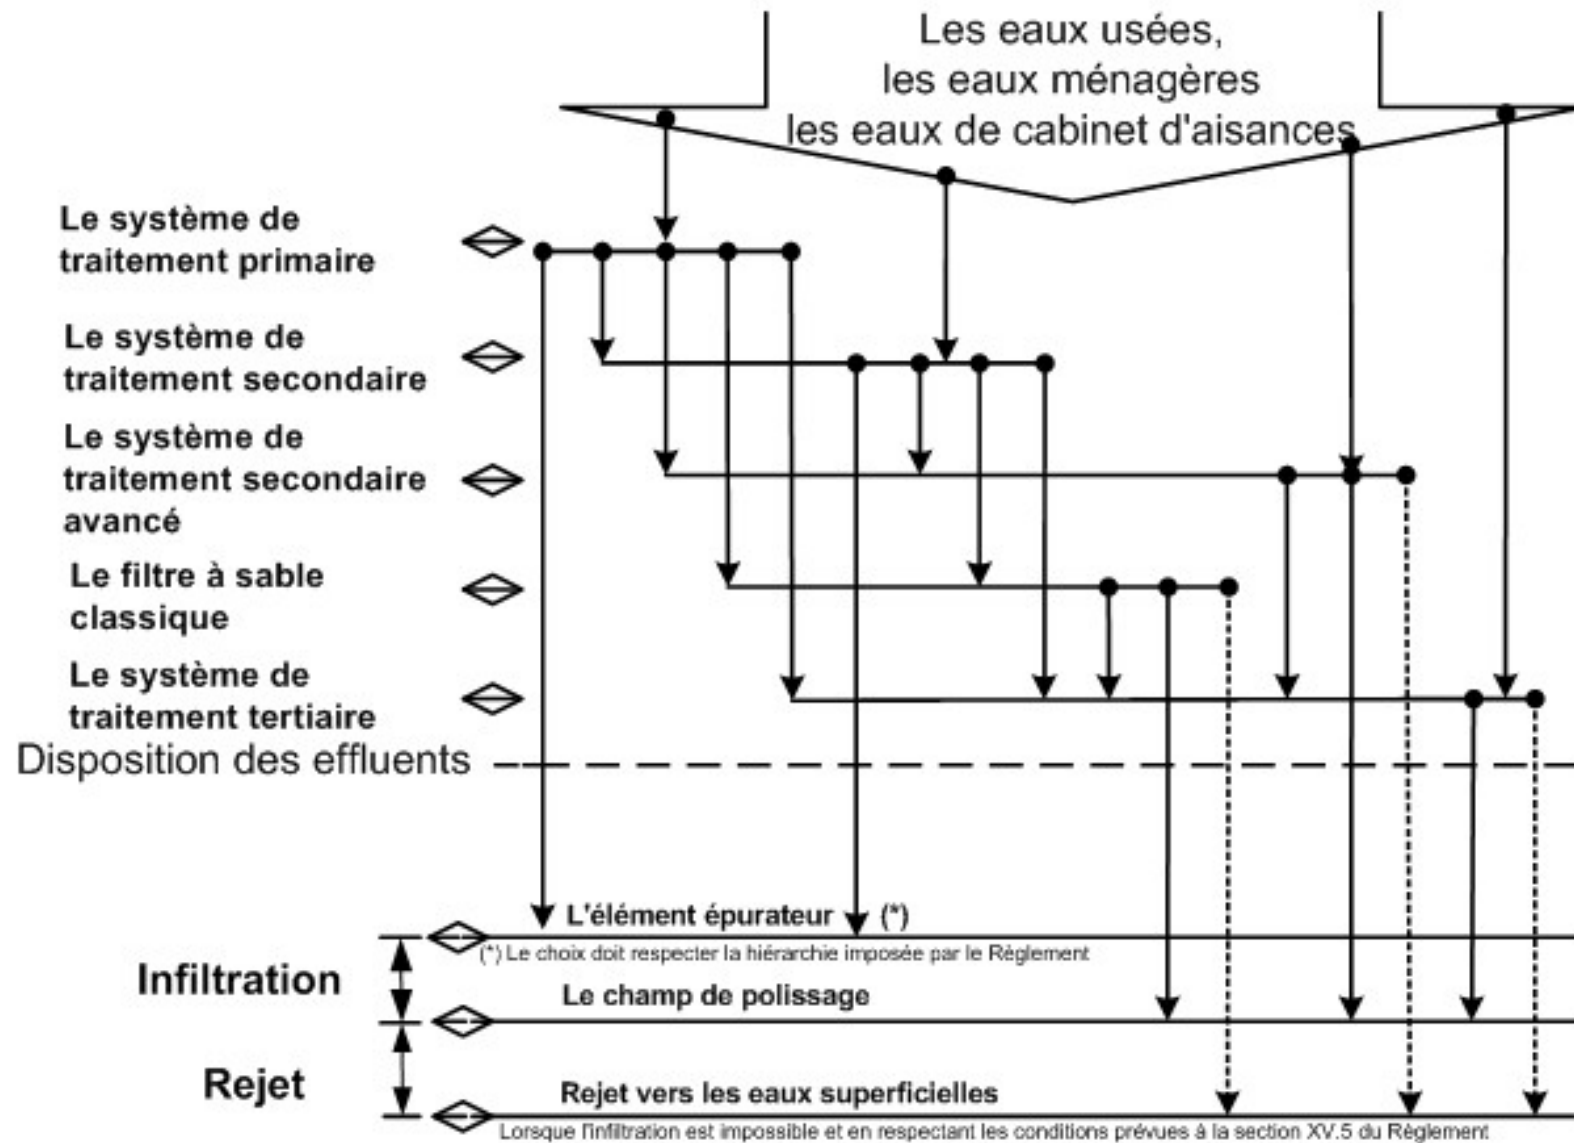 Les eaux usées,
les eaux ménagères
les eaux de cabinet d'aisances
Le système de
traitement primaire
Le système de
traitement secondaire
Le système de
traitement secondaire
avancé
Le filtre à sable
classique
Le système de
traitement tertiaire
Disposition des effluents
L'élément épurateur (*)
(*) Le choix doit respecter la hiérarchie imposée par le Règlement
Infiltration
Le champ de polissage
Rejet
Rejet vers les eaux superficielles
Lorsque l'infiltration est impossible et en respectant les conditions prévues à la section XV.5 du Règlement